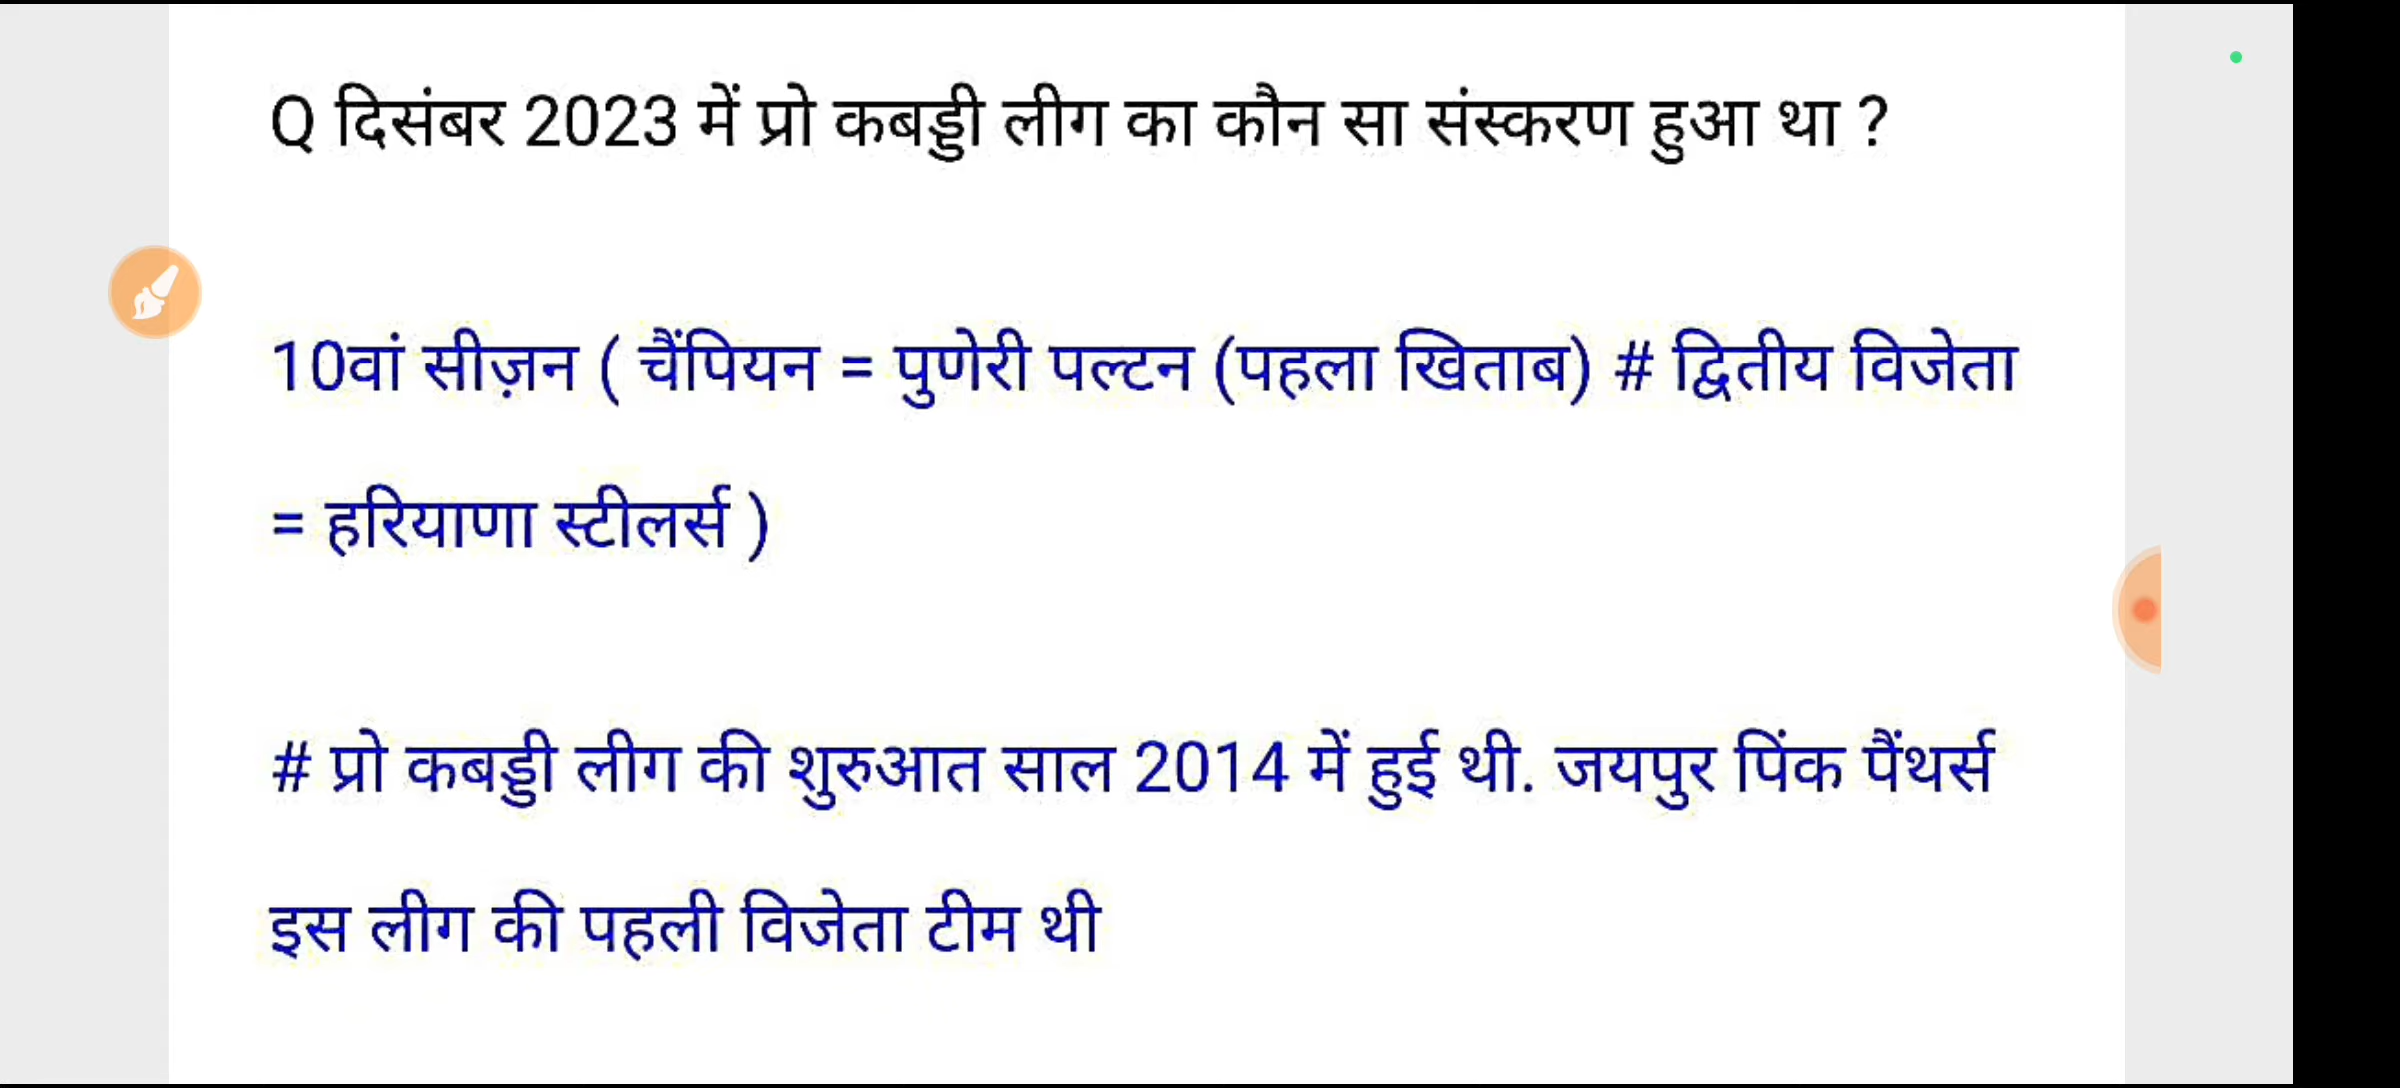 Q दिसंबर 2023 में प्रो कबड्डी लीग का कौन सा संस्करण हुआ था ?
10वां सीज़न ( चैंपियन = पुणेरी पल्टन (पहला खिताब) # द्वितीय विजेता
= हरियाणा स्टीलर्स )
# प्रो कबड्डी लीग की शुरुआत साल 2014 में हुई थी. जयपुर पिंक पैंथर्स
इस लीग की पहली विजेता टीम थी